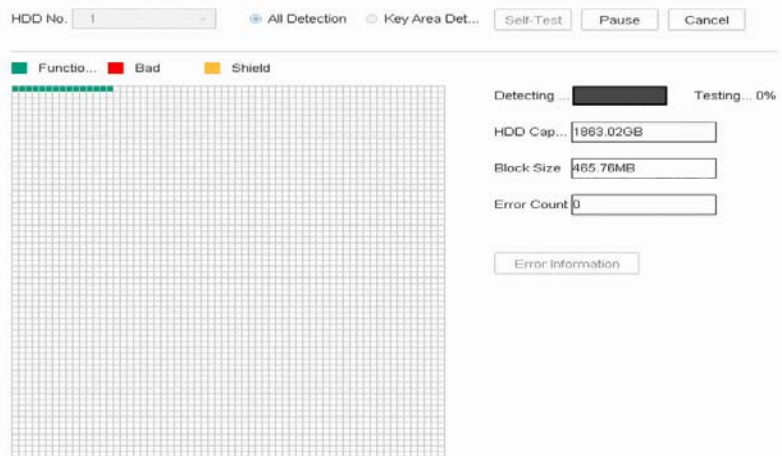 HDD No. 1 All Detection Key Area Det... Self-Test Pause Cancel
Functio... Bad Shield
Detecting ... Testing... 0%
HDD Cap... 1863.02GB
Block Size 465.76MB
Error Count 0
Error Information